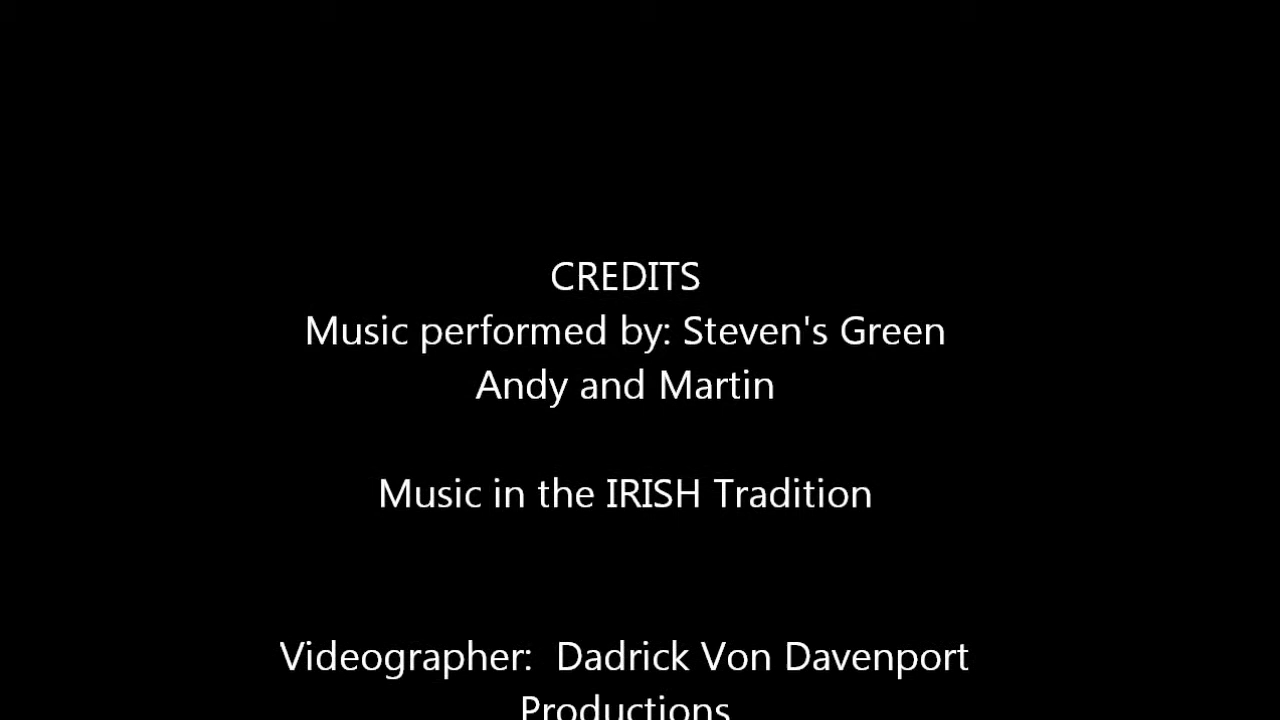 CREDITS
Music performed by: Steven's Green
Andy and Martin
Music in the IRISH Tradition
Videographer:  Dadrick Von Davenport
Productions